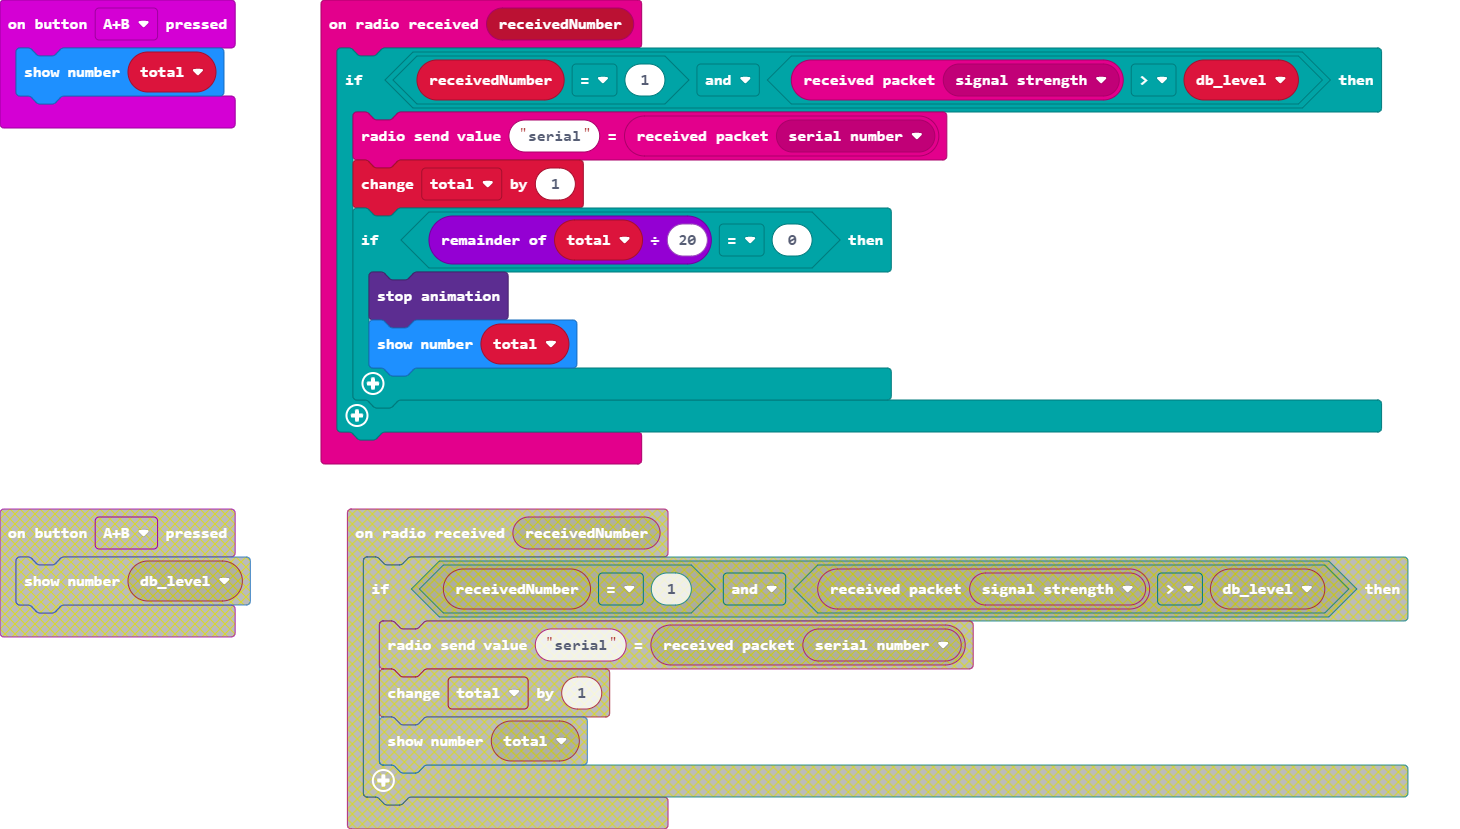 on button A+B pressed
show number total
on radio received receivedNumber
if receivedNumber = 1 and received packet signal strength > db_level then
radio send value "serial" = received packet serial number
change total by 1
if remainder of total ÷ 20 = 0 then
stop animation
show number total
on button A+B pressed
show number db_level
on radio received receivedNumber
if receivedNumber = 1 and received packet signal strength > db_level then
radio send value "serial" = received packet serial number
change total by 1
show number total